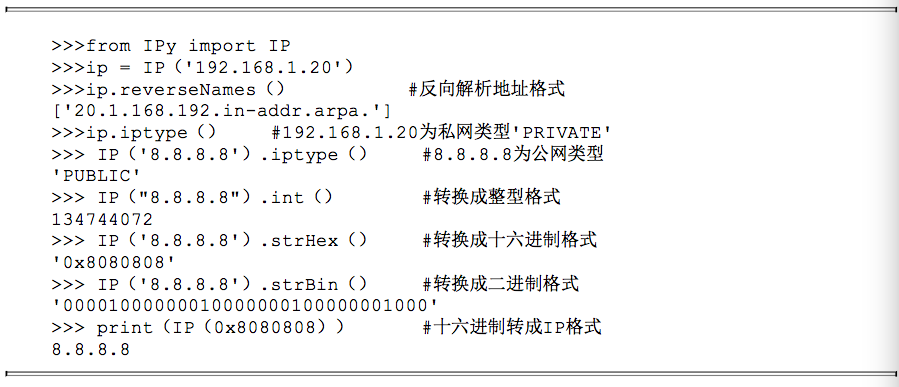 >>>from IPy import IP
>>>ip = IP('192.168.1.20')
>>>ip.reverseNames()   #反向解析地址格式
['20.1.168.192.in-addr.arpa.']
>>>ip.iptype()   #192.168.1.20为私网类型'PRIVATE'
>>> IP('8.8.8.8').iptype()   #8.8.8.8为公网类型
'PUBLIC'
>>> IP("8.8.8.8").int()   #转换成整型格式
134744072
>>> IP('8.8.8.8').strHex()   #转换成十六进制格式
'0x8080808'
>>> IP('8.8.8.8').strBin()   #转换成二进制格式
'00001000000010000000100000001000'
>>> print(IP(0x8080808))   #十六进制转成IP格式
8.8.8.8